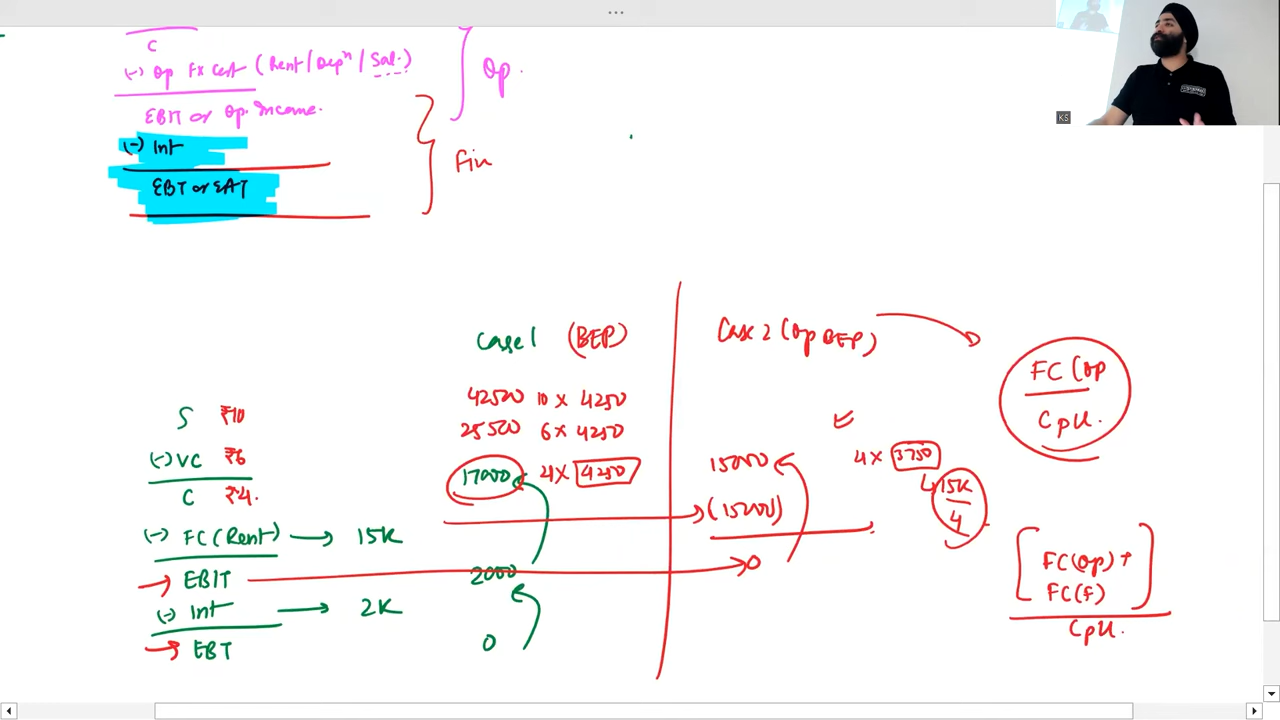 C
(-) Op Fx Cost (Rent/Depⁿ/Sal.)
EBIT or Op. Income.
Op.
(-) Int
EBT or EAT
Fin
KS
Case 1 (BEP)
Case 2 (Op BEP)
FC (Op
CpU.
42500 10 x 4250
S ₹10
25500 6 x 4250
(-) VC ₹6
17000 4x 4250
15000
4 x 3750
C ₹4.
(15000)
15K
4
(-) FC (Rent) → 15K
EBIT
2000
0
[FC(Op) +
FC(f)]
CpU.
(-) Int → 2K
EBT
0